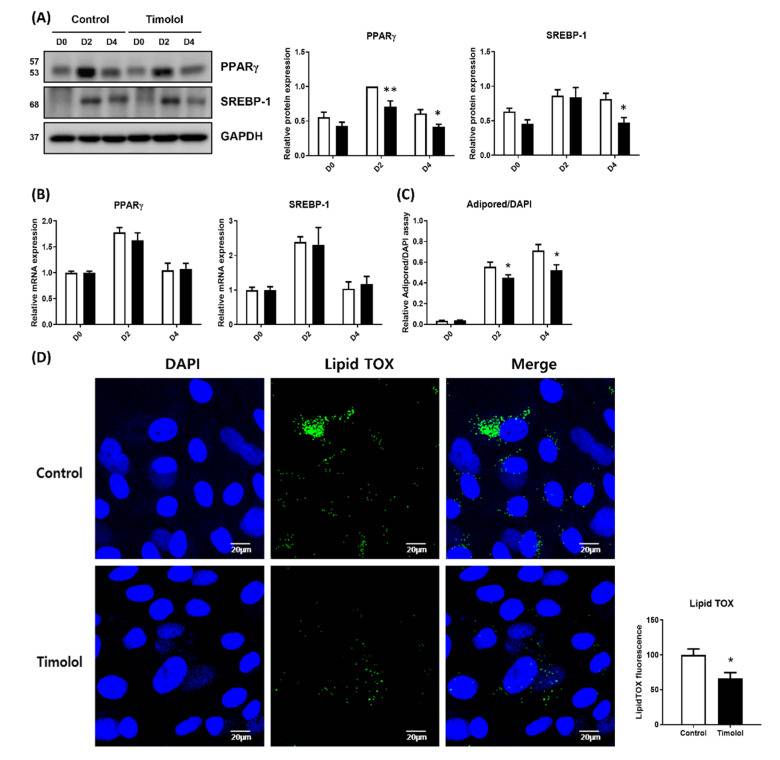 (A)
Control Timolol
D0 D2 D4 D0 D2 D4
57
53
PPARγ
68
SREBP-1
37
GAPDH
PPARγ
Relative protein expression
1.5
1.0
0.5
0.0
**
*
D0 D2 D4
SREBP-1
Relative protein expression
1.5
1.0
0.5
0.0
*
D0 D2 D4
(B)
PPARγ
Relative mRNA expression
2.0
1.5
1.0
0.5
0.0
D0 D2 D4
SREBP-1
Relative mRNA expression
3
2
1
0
D0 D2 D4
(C)
Adipored/DAPI
Relative Adipored/DAPI assay
1.0
0.8
0.6
0.4
0.2
0.0
*
*
D0 D2 D4
(D)
DAPI Lipid TOX Merge
Control
20μm 20μm 20μm
Timolol
20μm 20μm 20μm
Lipid TOX
LipidTOX fluorescence
150
100
50
0
*
Control Timolol